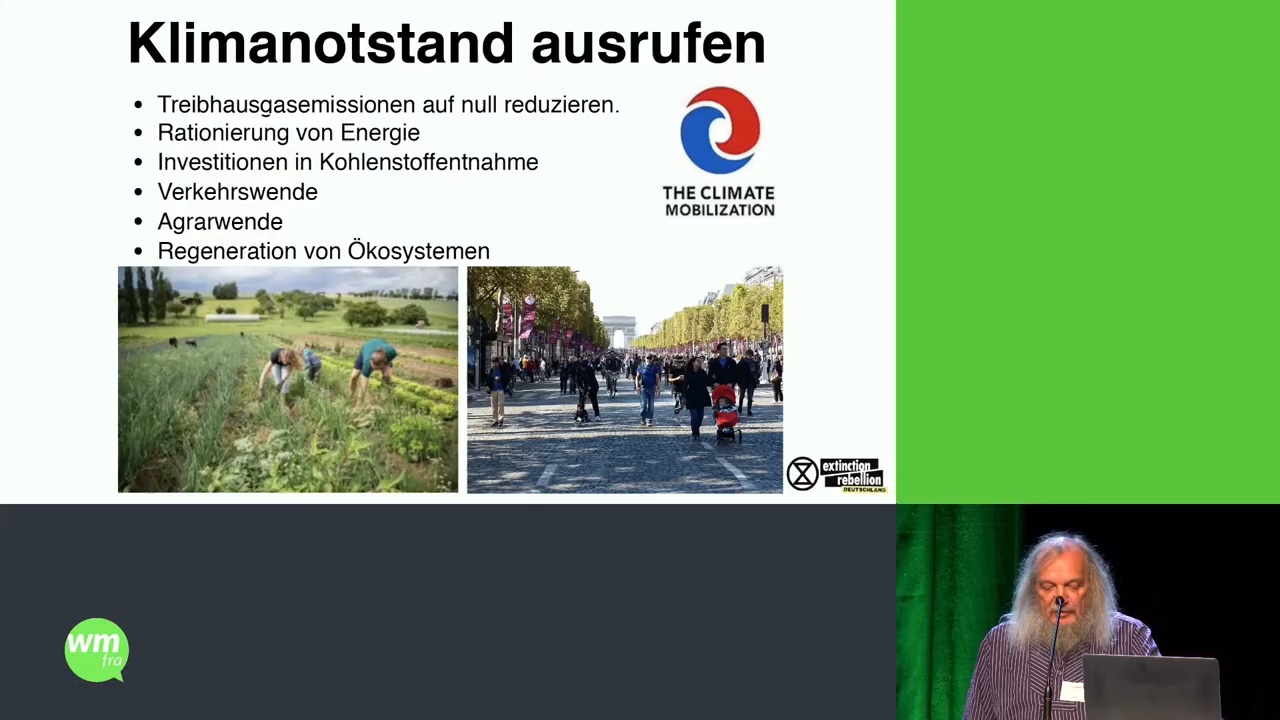 Klimanotstand ausrufen
• Treibhausgasemissionen auf null reduzieren.
• Rationierung von Energie
• Investitionen in Kohlenstoffentnahme
• Verkehrswende
• Agrarwende
• Regeneration von Ökosystemen
THE CLIMATE
MOBILIZATION
extinction
rebellion
DEUTSCHLAND
wm
fra